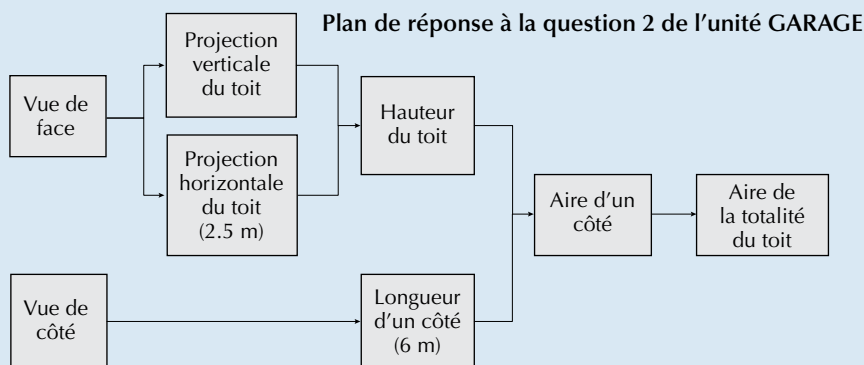 Plan de réponse à la question 2 de l'unité GARAGE
Vue de
face
Projection
verticale
du toit
Projection
horizontale
du toit
(2.5 m)
Hauteur
du toit
Aire d'un
côté
Aire de
la totalité
du toit
Vue de
côté
Longueur
d'un côté
(6 m)